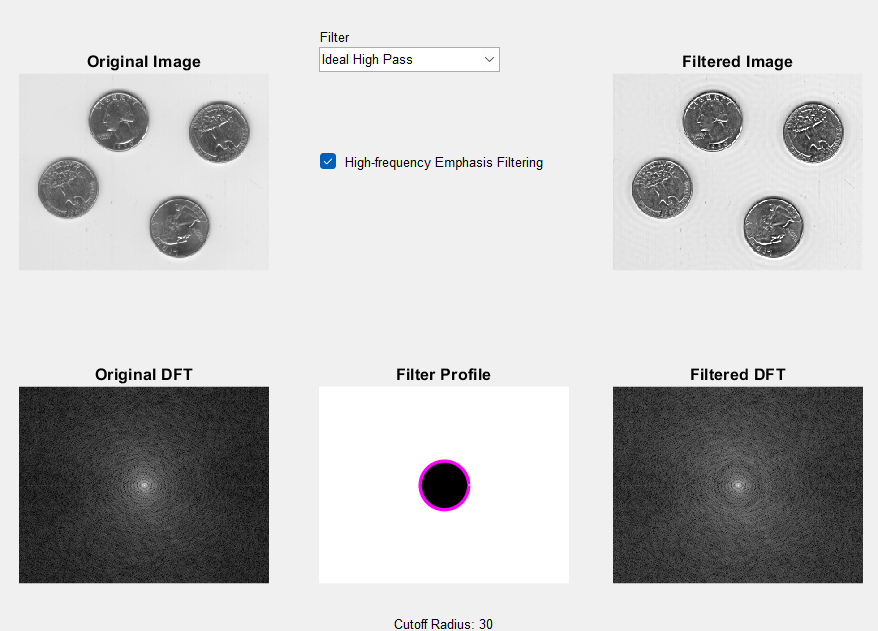 Filter
Original Image
Ideal High Pass
Filtered Image
High-frequency Emphasis Filtering
Original DFT
Filter Profile
Filtered DFT
Cutoff Radius: 30